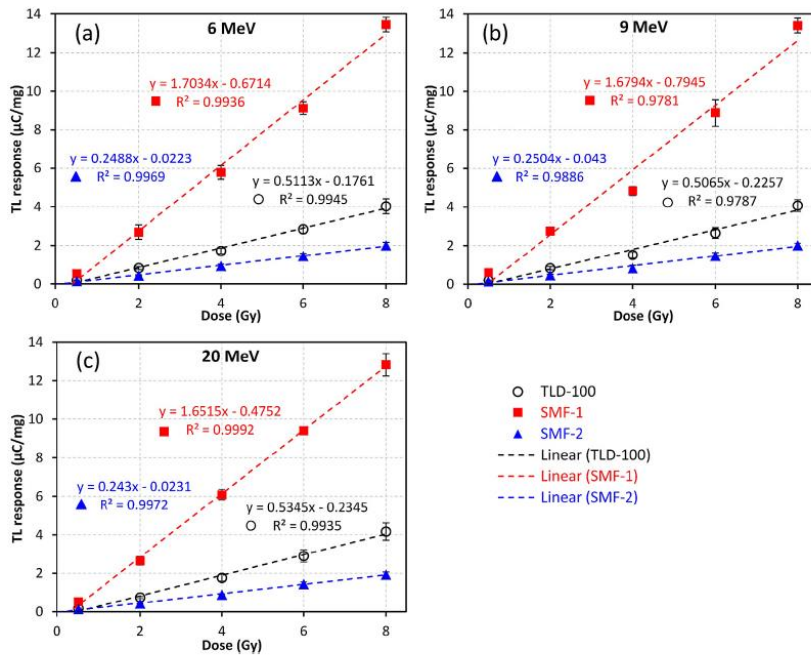 (a)
6 MeV
TL response (µC/mg)
14
12
10
8
6
4
2
0
y = 1.7034x - 0.6714
R² = 0.9936
y = 0.2488x - 0.0223
R² = 0.9969
y = 0.5113x - 0.1761
R² = 0.9945
0 2 4 6 8
Dose (Gy)
(b)
9 MeV
TL response (µC/mg)
14
12
10
8
6
4
2
0
y = 1.6794x - 0.7945
R² = 0.9781
y = 0.2504x - 0.043
R² = 0.9886
y = 0.5065x - 0.2257
R² = 0.9787
0 2 4 6 8
Dose (Gy)
(c)
20 MeV
TL response (µC/mg)
14
12
10
8
6
4
2
0
y = 1.6515x - 0.4752
R² = 0.9992
y = 0.243x - 0.0231
R² = 0.9972
y = 0.5345x - 0.2345
R² = 0.9935
0 2 4 6 8
Dose (Gy)
TLD-100
SMF-1
SMF-2
Linear (TLD-100)
Linear (SMF-1)
Linear (SMF-2)